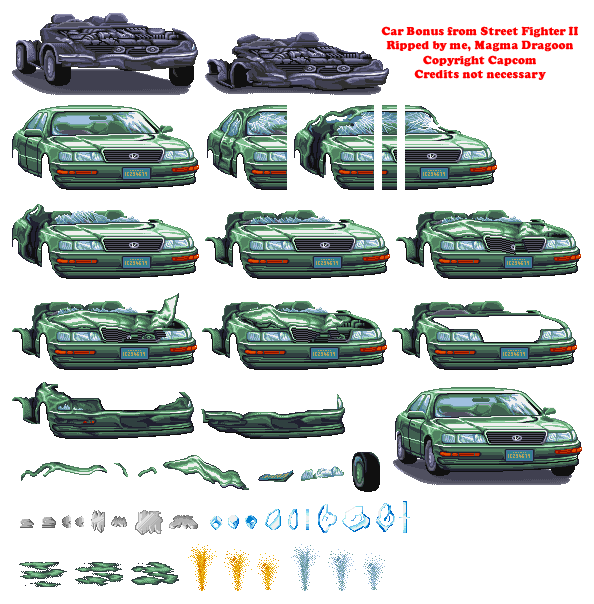 Car Bonus from Street Fighter II
Ripped by me, Magma Dragoon
Copyright Capcom
Credits not necessary